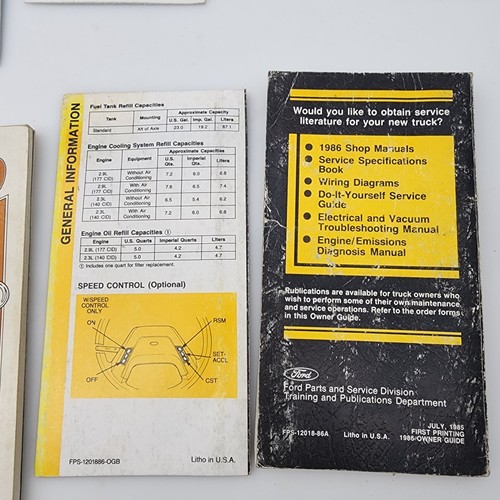 GENERAL INFORMATION
Fuel Tank Refill Capacities
Approximate Capacity
Tank Mounting U.S. Gal. Imp. Gal. Liters
Standard Aft of Axle 23.0 19.2 87.1
Engine Cooling System Refill Capacities
Approximate Capacities
Engine Equipment U.S. Qts. Imperial Qts. Liters
2.9L (177 CID) Without Air Conditioning 7.2 6.0 6.8
2.9L (177 CID) With Air Conditioning 7.8 6.5 7.4
2.3L (140 CID) Without Air Conditioning 6.5 5.4 6.2
2.3L (140 CID) With Air Conditioning 7.2 6.0 6.8
Engine Oil Refill Capacities ①
Engine U.S. Quarts Imperial Quarts Liters
2.9L (177 CID) 5.0 4.2 4.7
2.3L (140 CID) 5.0 4.2 4.7
① Includes one quart for filter replacement.
SPEED CONTROL (Optional)
W/SPEED
CONTROL
ONLY
ON
RSM
SET-
ACCL
OFF
CST
FPS-1201886-OGB Litho in U.S.A.
Would you like to obtain service
literature for your new truck?
● 1986 Shop Manuals
● Service Specifications
Book
● Wiring Diagrams
● Do-It-Yourself Service
Guide
● Electrical and Vacuum
Troubleshooting Manual
● Engine/Emissions
Diagnosis Manual
Publications are available for truck owners who
wish to perform some of their own maintenance
and service operations. Refer to the order forms
in this Owner Guide.
Ford
Ford Parts and Service Division
Training and Publications Department
JULY, 1985
FIRST PRINTING
FPS-12018-86A Litho in U.S.A. 1986 OWNER GUIDE